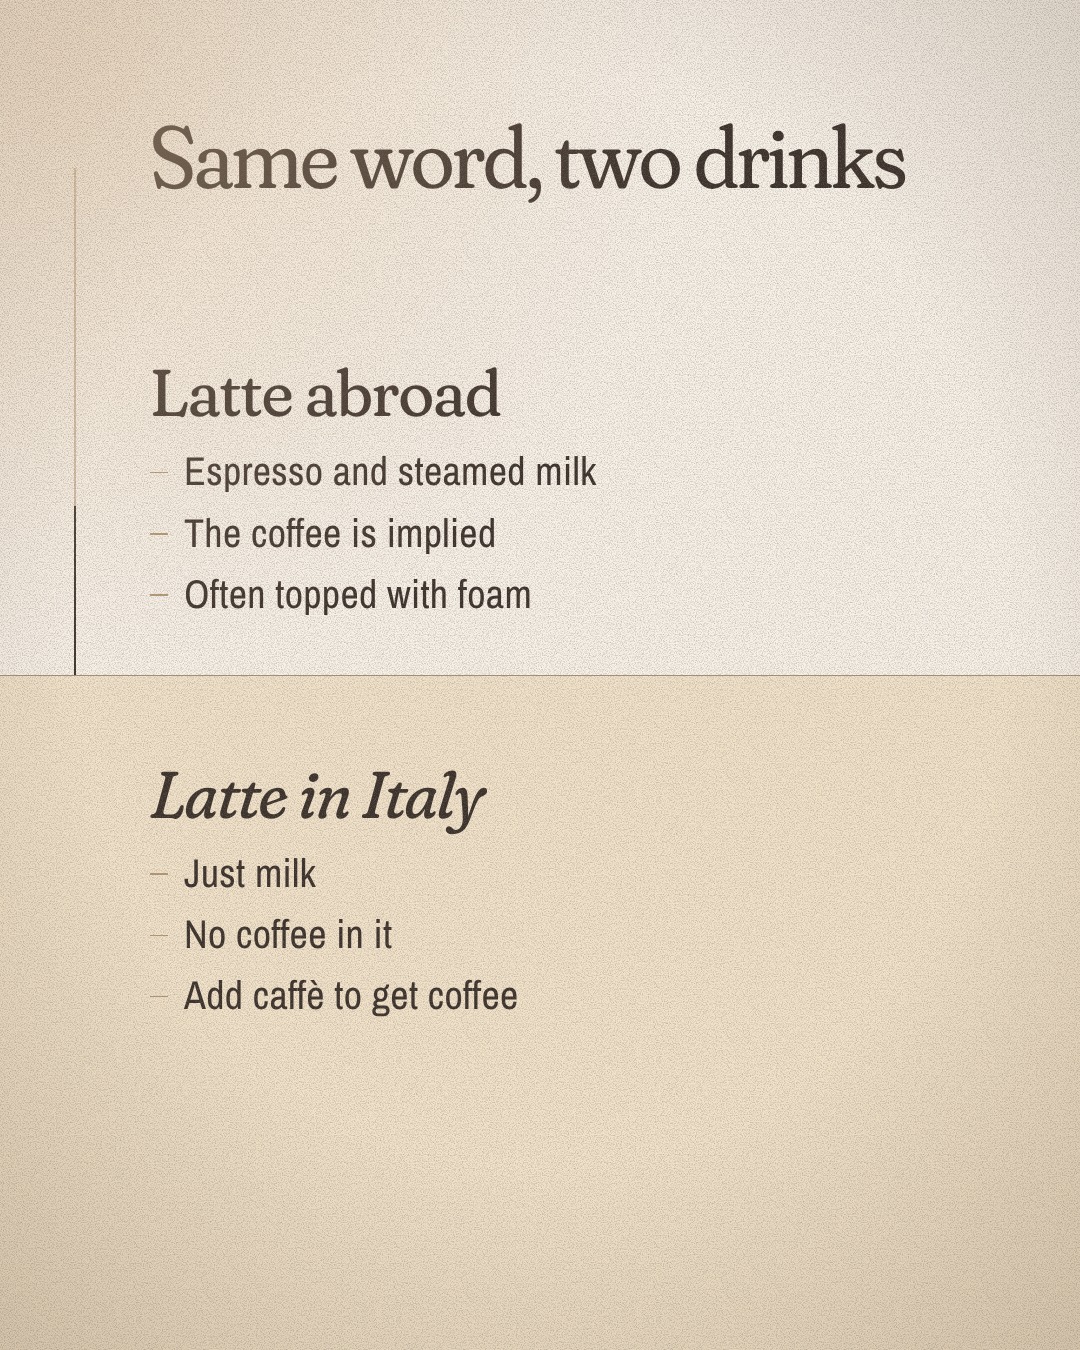 Same word, two drinks
Latte abroad
— Espresso and steamed milk
— The coffee is implied
— Often topped with foam
Latte in Italy
— Just milk
— No coffee in it
— Add caffè to get coffee